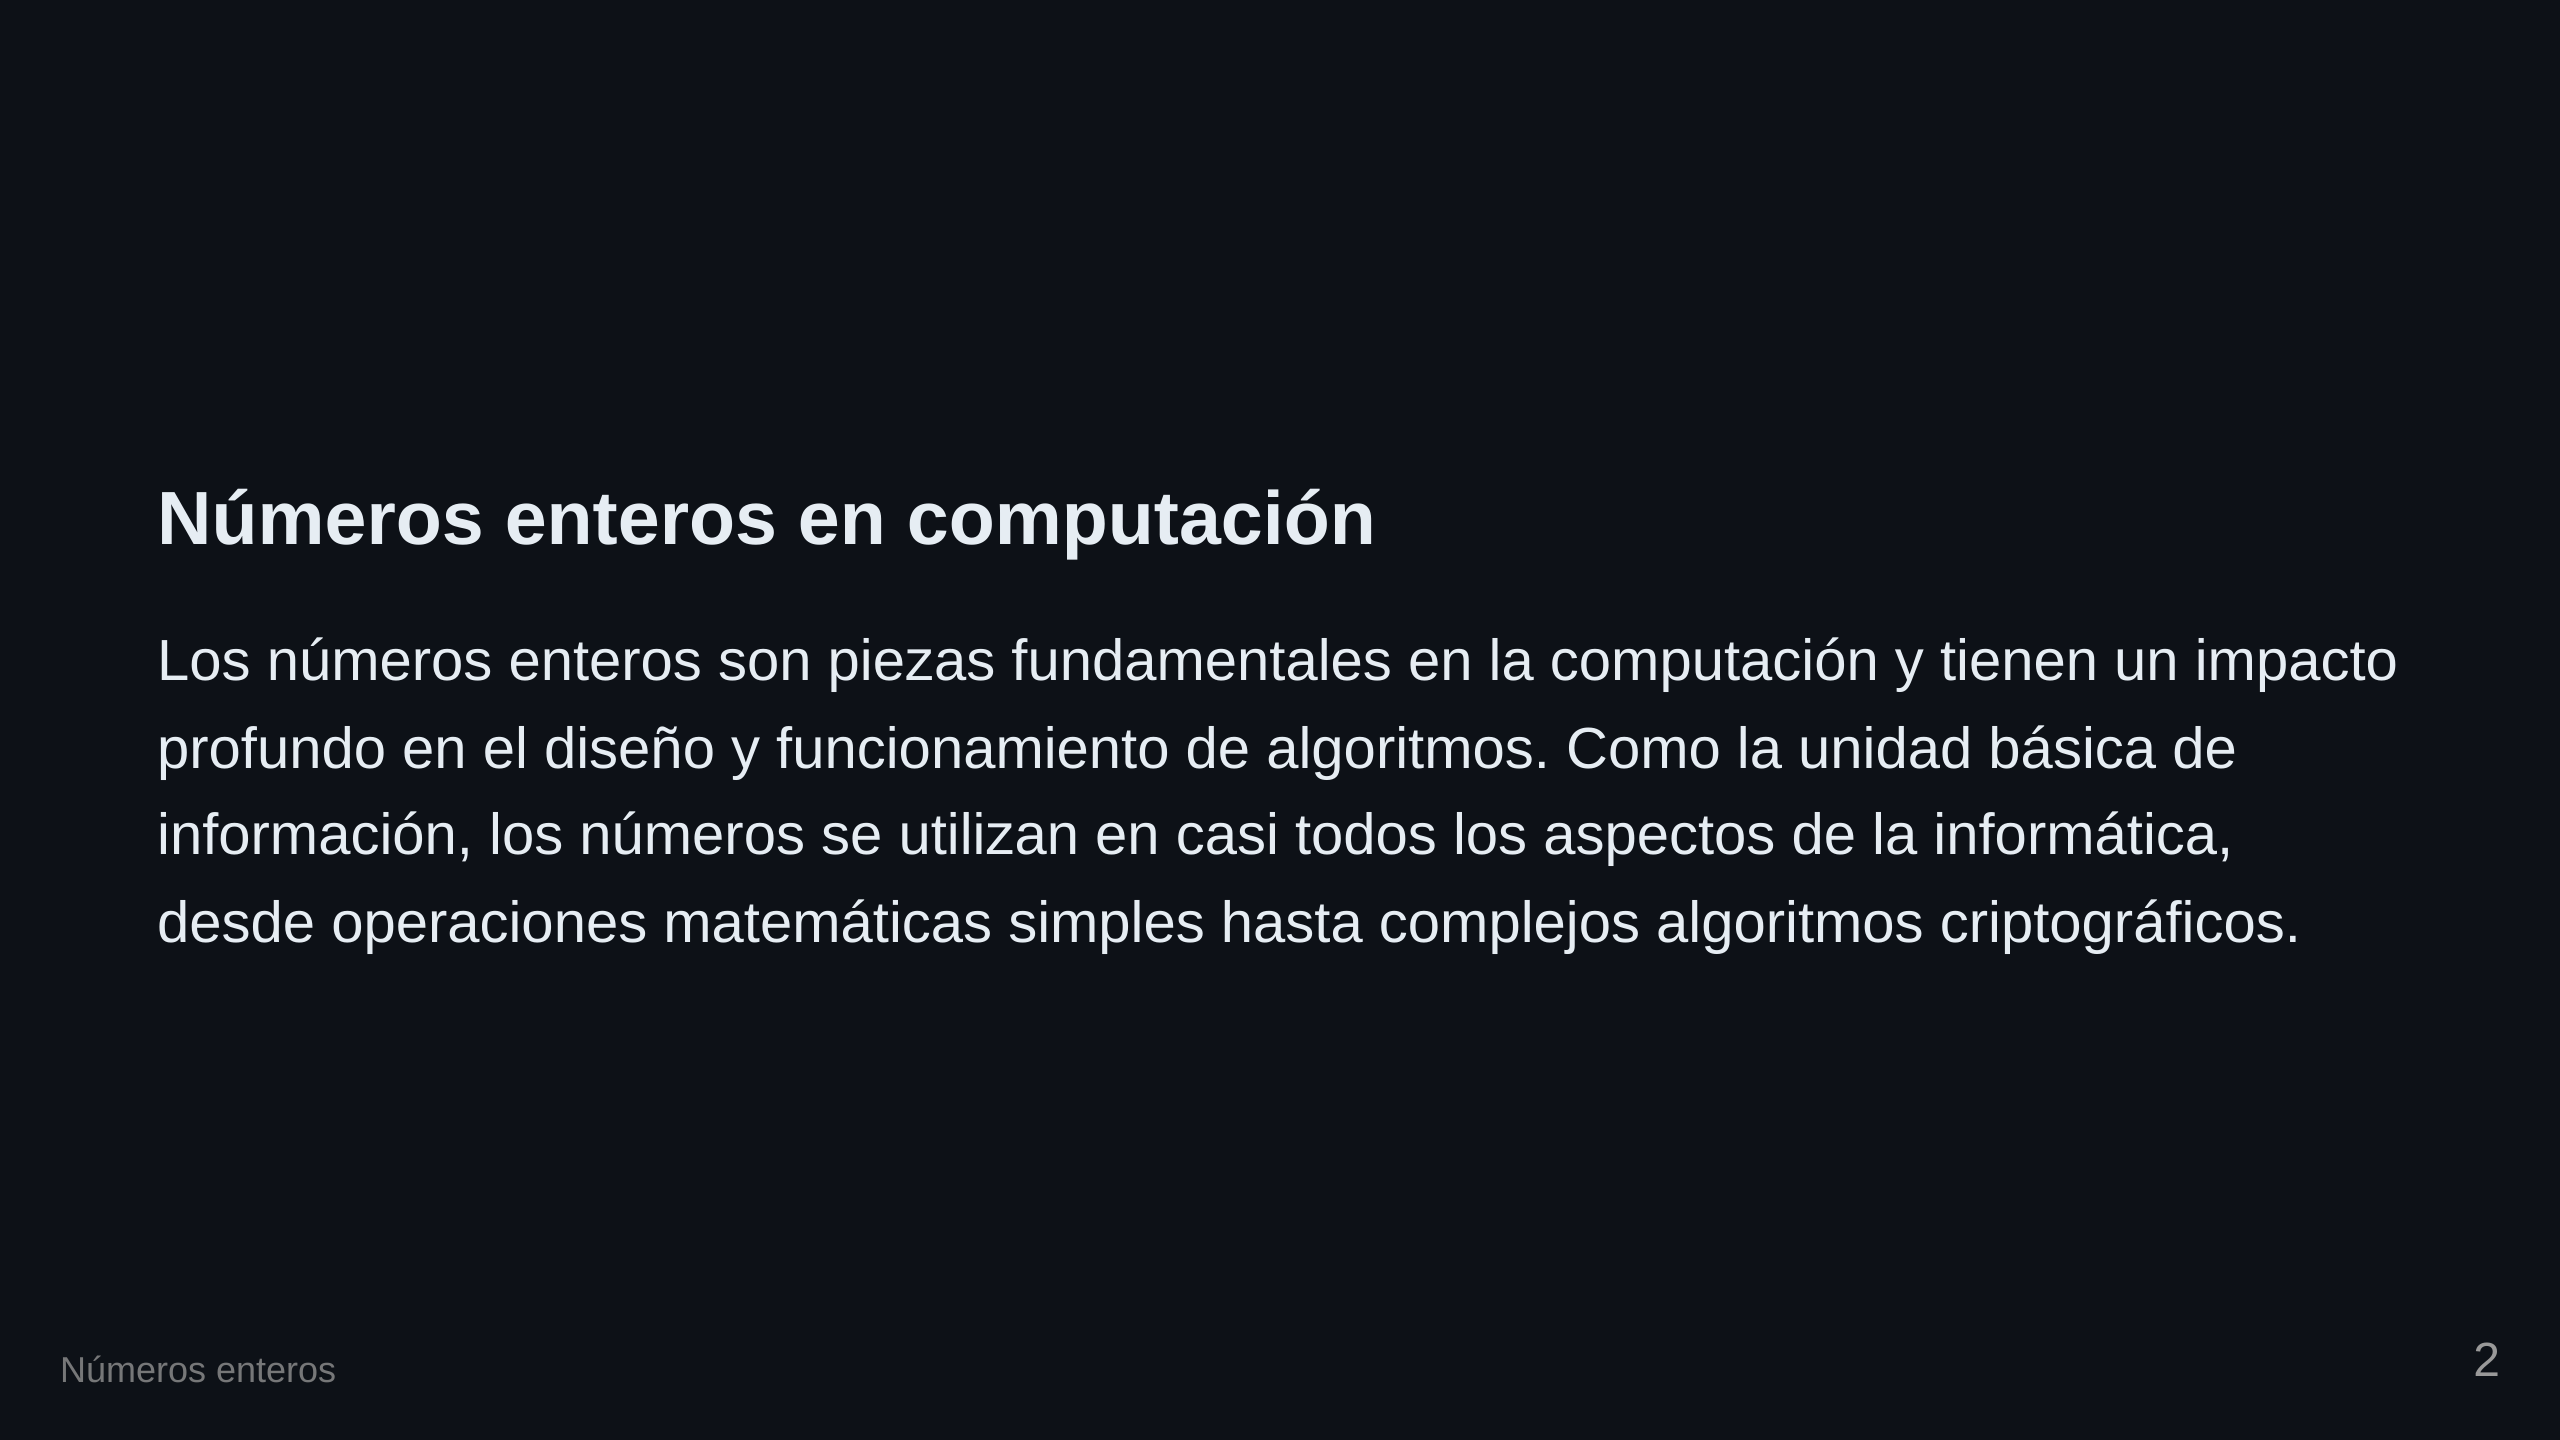 Números enteros en computación
Los números enteros son piezas fundamentales en la computación y tienen un impacto
profundo en el diseño y funcionamiento de algoritmos. Como la unidad básica de
información, los números se utilizan en casi todos los aspectos de la informática,
desde operaciones matemáticas simples hasta complejos algoritmos criptográficos.
Números enteros
2